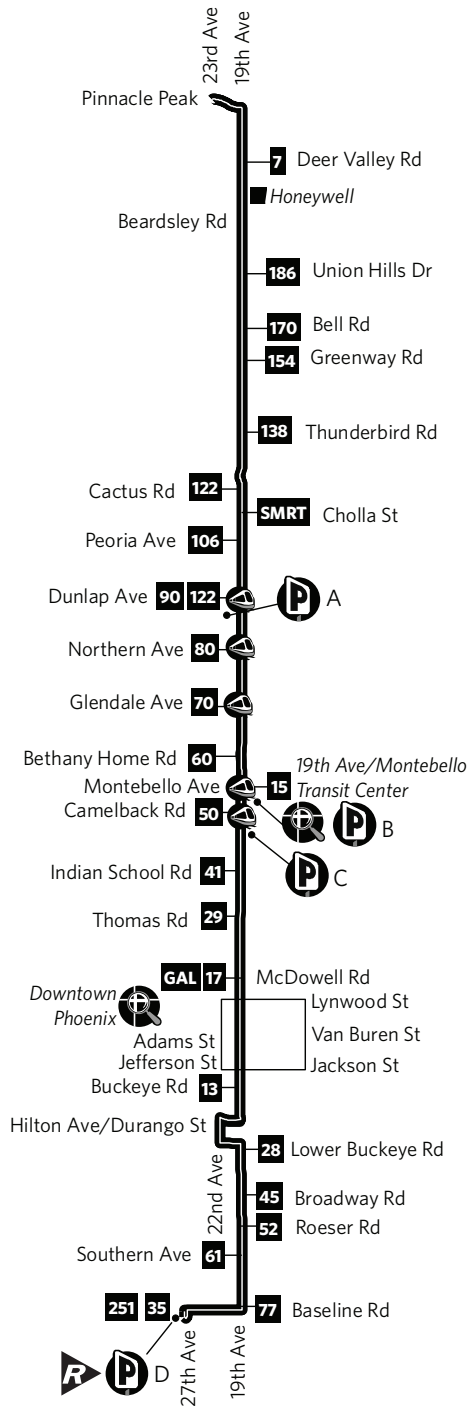 23rd Ave
19th Ave
Pinnacle Peak
7 Deer Valley Rd
Honeywell
Beardsley Rd
186 Union Hills Dr
170 Bell Rd
154 Greenway Rd
138 Thunderbird Rd
Cactus Rd 122
SMRT Cholla St
Peoria Ave 106
Dunlap Ave 90 122
P A
Northern Ave 80
Glendale Ave 70
Bethany Home Rd 60
19th Ave/Montebello
Montebello Ave 15 Transit Center
Camelback Rd 50
P B
P C
Indian School Rd 41
Thomas Rd 29
GAL 17 McDowell Rd
Downtown
Phoenix
Lynwood St
Adams St
Van Buren St
Jefferson St
Jackson St
Buckeye Rd 13
Hilton Ave/Durango St
28 Lower Buckeye Rd
22nd Ave
45 Broadway Rd
52 Roeser Rd
Southern Ave 61
251 35
77 Baseline Rd
R P D
27th Ave
19th Ave